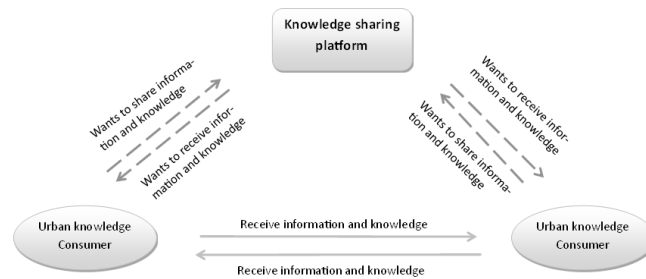 Knowledge sharing
platform
Wants to share informa-
tion and knowledge
Wants to receive infor-
mation and knowledge
Wants to receive infor-
mation and knowledge
Wants to share informa-
tion and knowledge
Urban knowledge
Consumer
Receive information and knowledge
Receive information and knowledge
Urban knowledge
Consumer